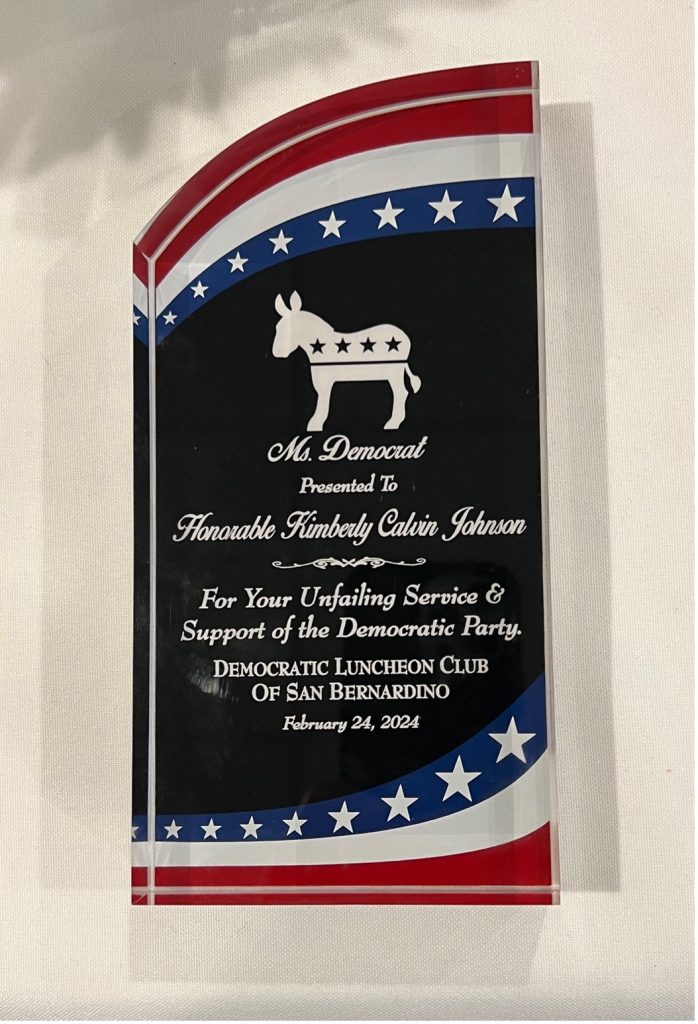 Ms. Democrat
Presented To
Honorable Kimberly Calvin Johnson
For Your Unfailing Service &
Support of the Democratic Party.
DEMOCRATIC LUNCHEON CLUB
OF SAN BERNARDINO
February 24, 2024